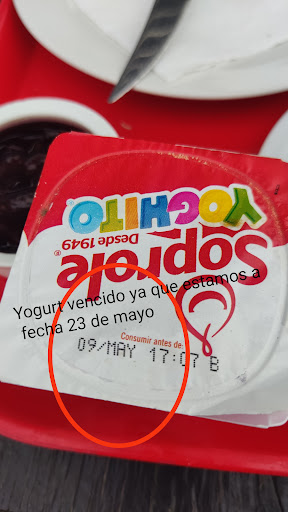 YOGHITO
Desde 1949
Soprole®
Yogurt vencido ya que estamos a
fecha 23 de mayo
Consumir antes de:
09/MAY 17:07 B